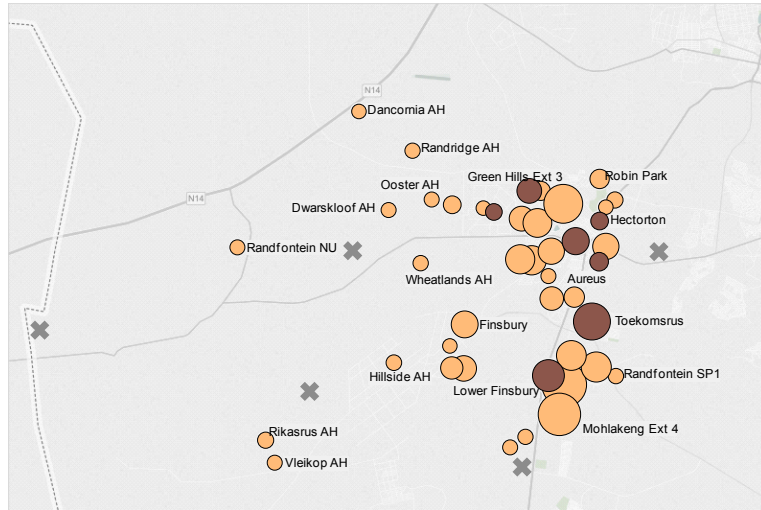 N14
Dancornia AH
Randridge AH
Green Hills Ext 3
Robin Park
Ooster AH
N14
Dwarskloof AH
Hectorton
Randfontein NU
Wheatlands AH
Aureus
Finsbury
Toekomsrus
Hillside AH
Randfontein SP1
Lower Finsbury
Mohlakeng Ext 4
Rikasrus AH
Vleikop AH